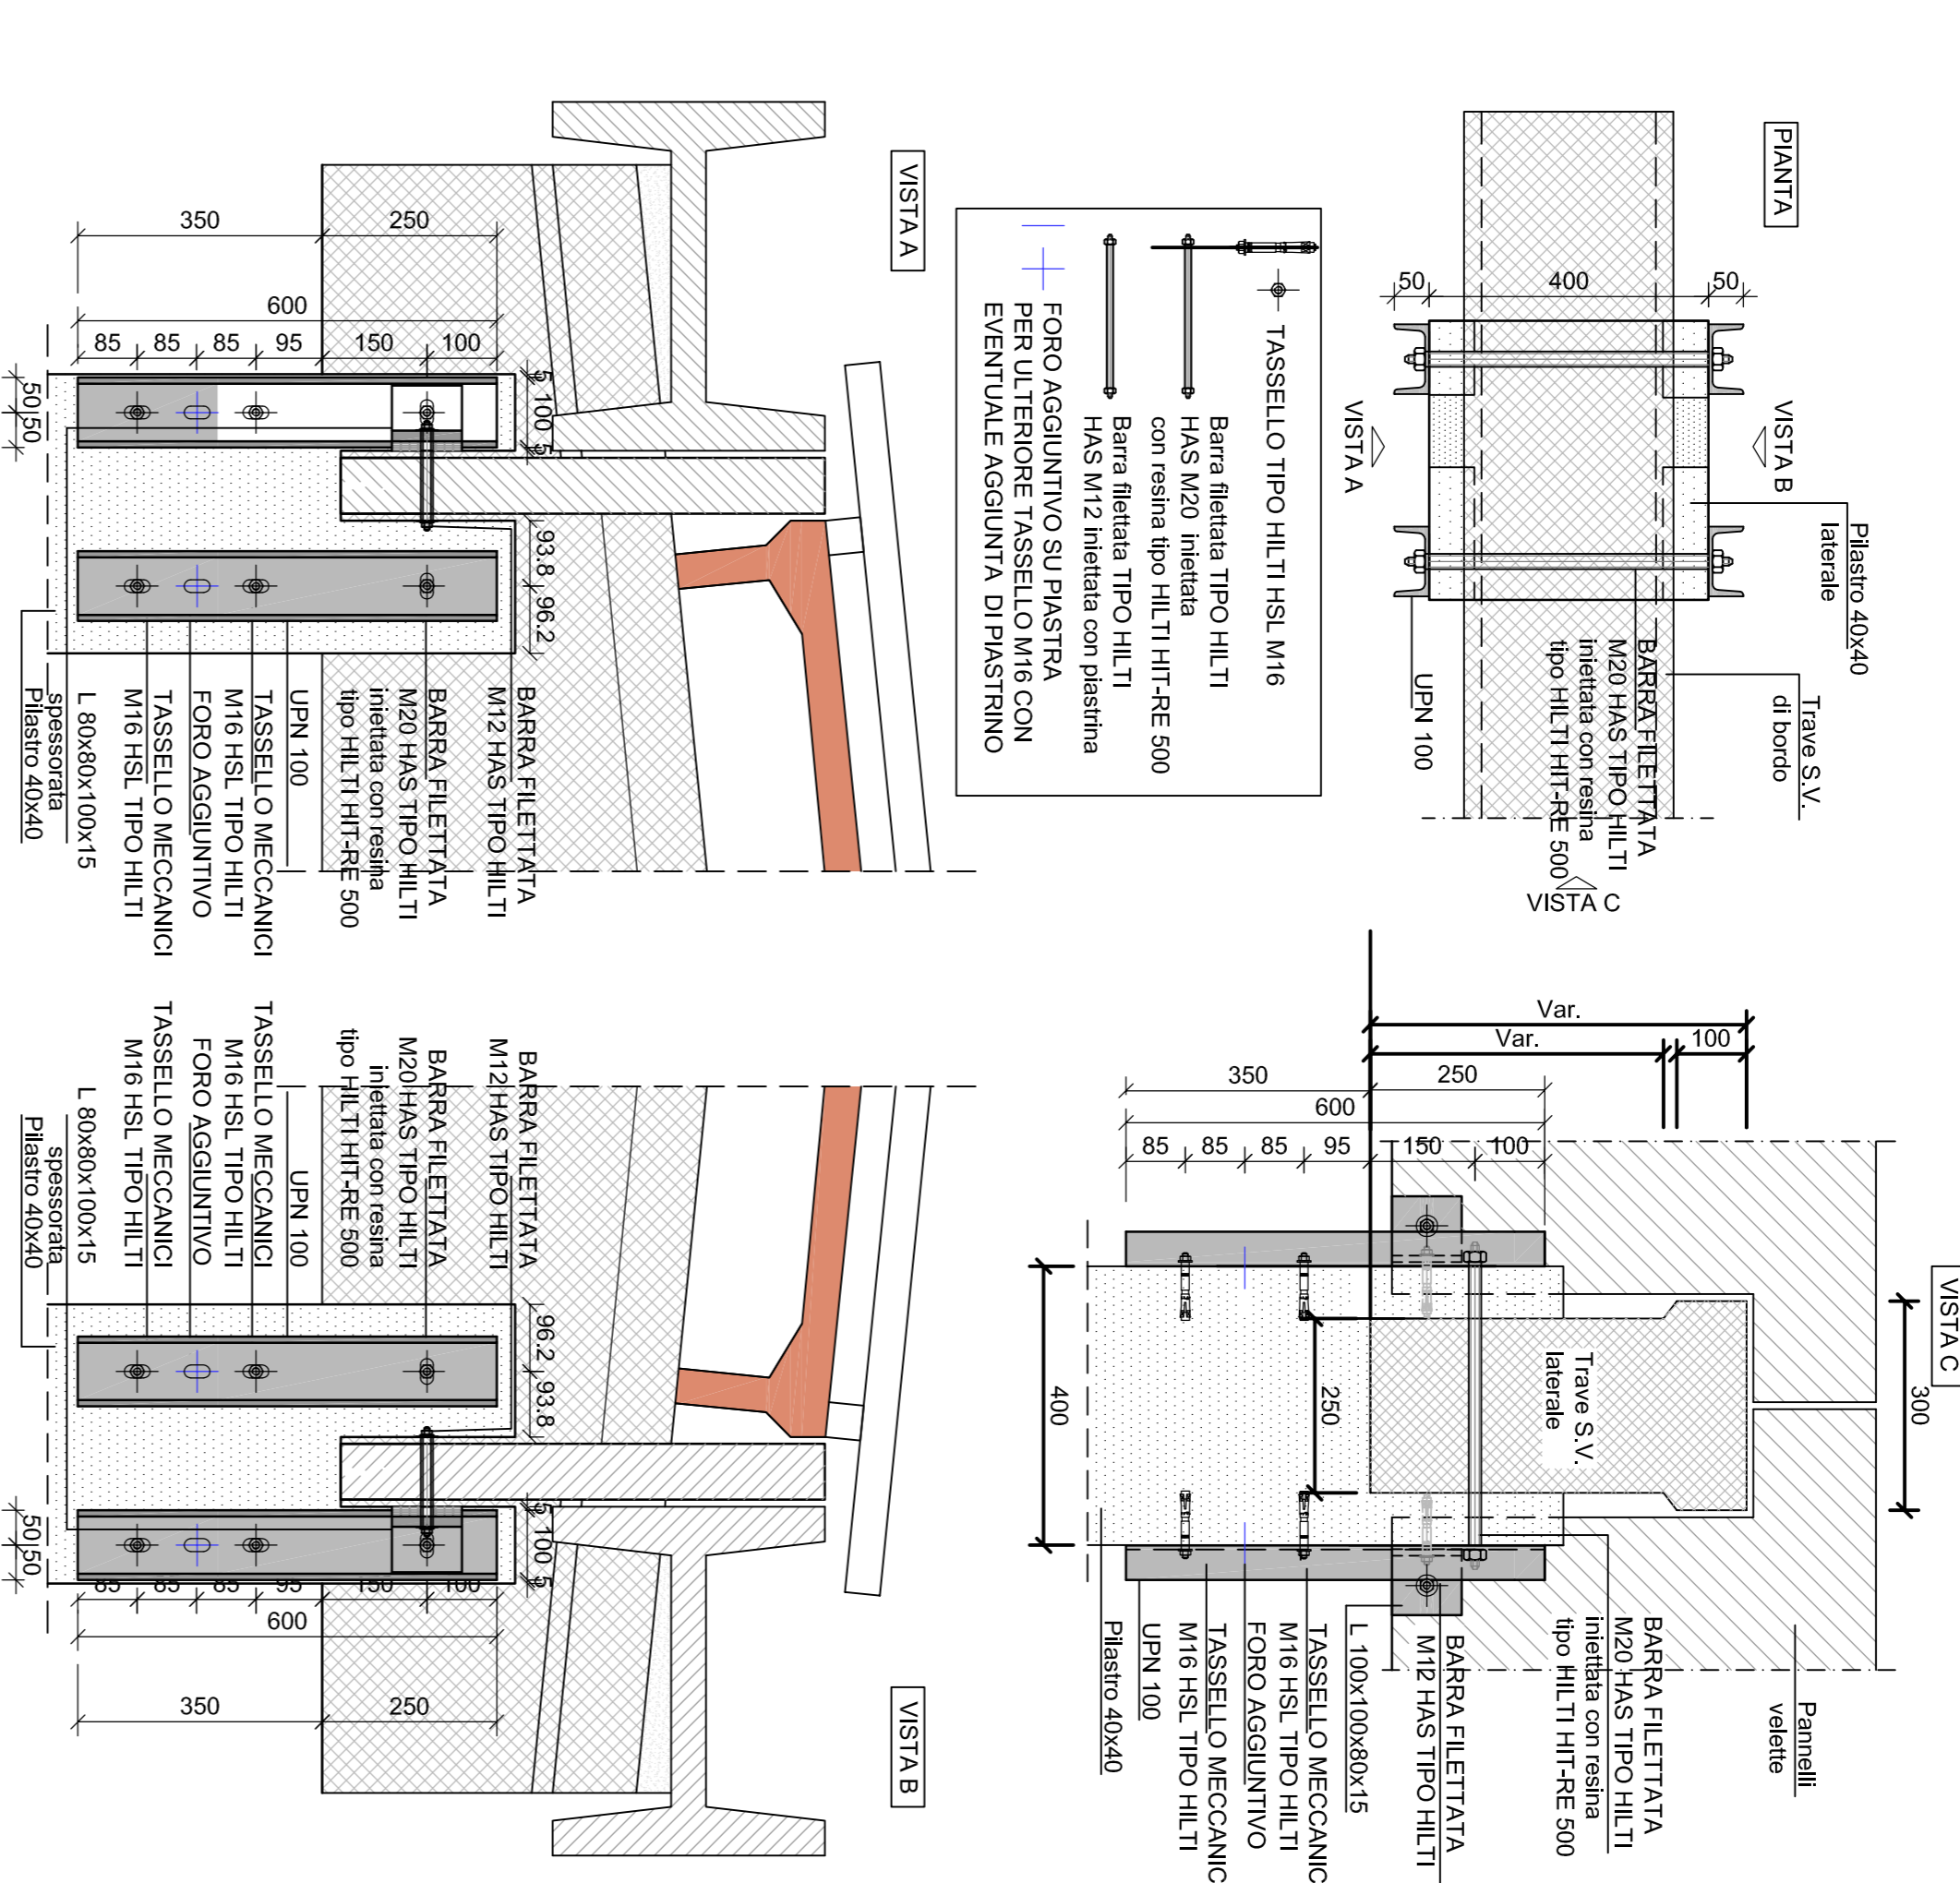 PIANTA
50
400
50
VISTA B
VISTA A
VISTA C
Pilastro 40x40
laterale
Trave S.V.
di bordo
BARRA FILETTATA
M20 HAS TIPO HILTI
iniettata con resina
tipo HILTI HIT-RE 500
UPN 100
TASSELLO TIPO HILTI HSL M16
Barra filettata TIPO HILTI
HAS M20 iniettata
con resina tipo HILTI HIT-RE 500
Barra filettata TIPO HILTI
HAS M12 iniettata con piastrina
FORO AGGIUNTIVO SU PIASTRA
PER ULTERIORE TASSELLO M16 CON
EVENTUALE AGGIUNTA DI PIASTRINO
VISTA A
350
250
600
85
85
85
95
150
100
5
100
5
50
50
93.8
96.2
BARRA FILETTATA
M12 HAS TIPO HILTI
BARRA FILETTATA
M20 HAS TIPO HILTI
iniettata con resina
tipo HILTI HIT-RE 500
UPN 100
TASSELLO MECCANICI
M16 HSL TIPO HILTI
FORO AGGIUNTIVO
TASSELLO MECCANICI
M16 HSL TIPO HILTI
L 80x80x100x15
spessorata
Pilastro 40x40
VISTA C
Var.
Var.
100
350
250
600
85
85
85
95
150
100
300
250
400
Trave S.V.
laterale
Pannelli
velette
BARRA FILETTATA
M20 HAS TIPO HILTI
iniettata con resina
tipo HILTI HIT-RE 500
BARRA FILETTATA
M12 HAS TIPO HILTI
L 100x100x80x15
TASSELLO MECCANIC
M16 HSL TIPO HILTI
FORO AGGIUNTIVO
TASSELLO MECCANIC
M16 HSL TIPO HILTI
UPN 100
Pilastro 40x40
VISTA B
BARRA FILETTATA
M12 HAS TIPO HILTI
BARRA FILETTATA
M20 HAS TIPO HILTI
iniettata con resina
tipo HILTI HIT-RE 500
UPN 100
TASSELLO MECCANICI
M16 HSL TIPO HILTI
FORO AGGIUNTIVO
TASSELLO MECCANICI
M16 HSL TIPO HILTI
L 80x80x100x15
spessorata
Pilastro 40x40
96.2
93.8
5
100
5
50
50
85
85
85
95
150
100
600
350
250